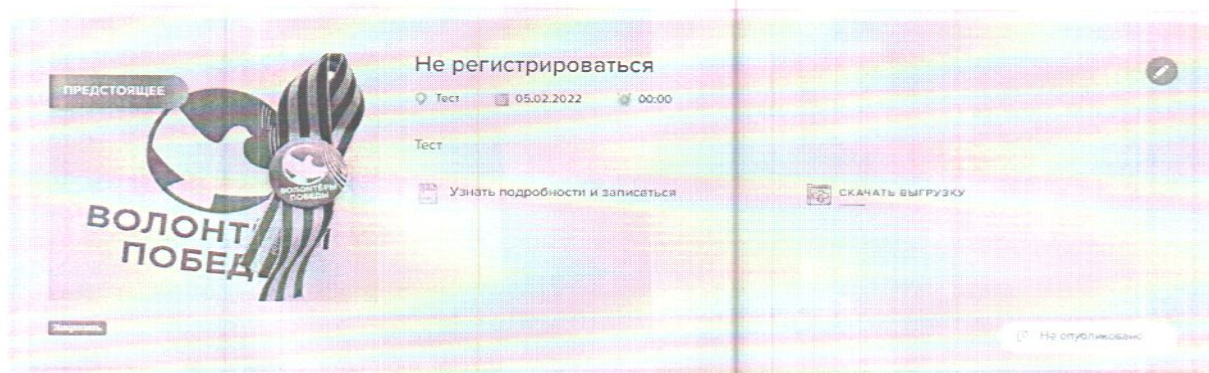 Не регистрироваться
ПРЕДСТОЯЩЕЕ
Тест 05.02.2022 00:00
Тест
Узнать подробности и записаться
СКАЧАТЬ ВЫГРУЗКУ
ВОЛОНТЁРЫ
ПОБЕДЫ
ВОЛОНТ
ПОБЕД
Не опубликовано